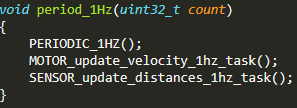 void period_1Hz(uint32_t count)
{
    PERIODIC_1HZ();
    MOTOR_update_velocity_1hz_task();
    SENSOR_update_distances_1hz_task();
}